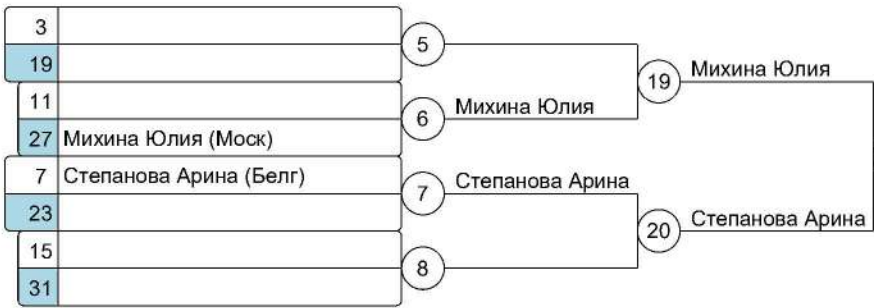 3
5
19
Михина Юлия
19
11
6
Михина Юлия
27 Михина Юлия (Моск)
7 Степанова Арина (Белг)
7
Степанова Арина
23
20
Степанова Арина
15
8
31